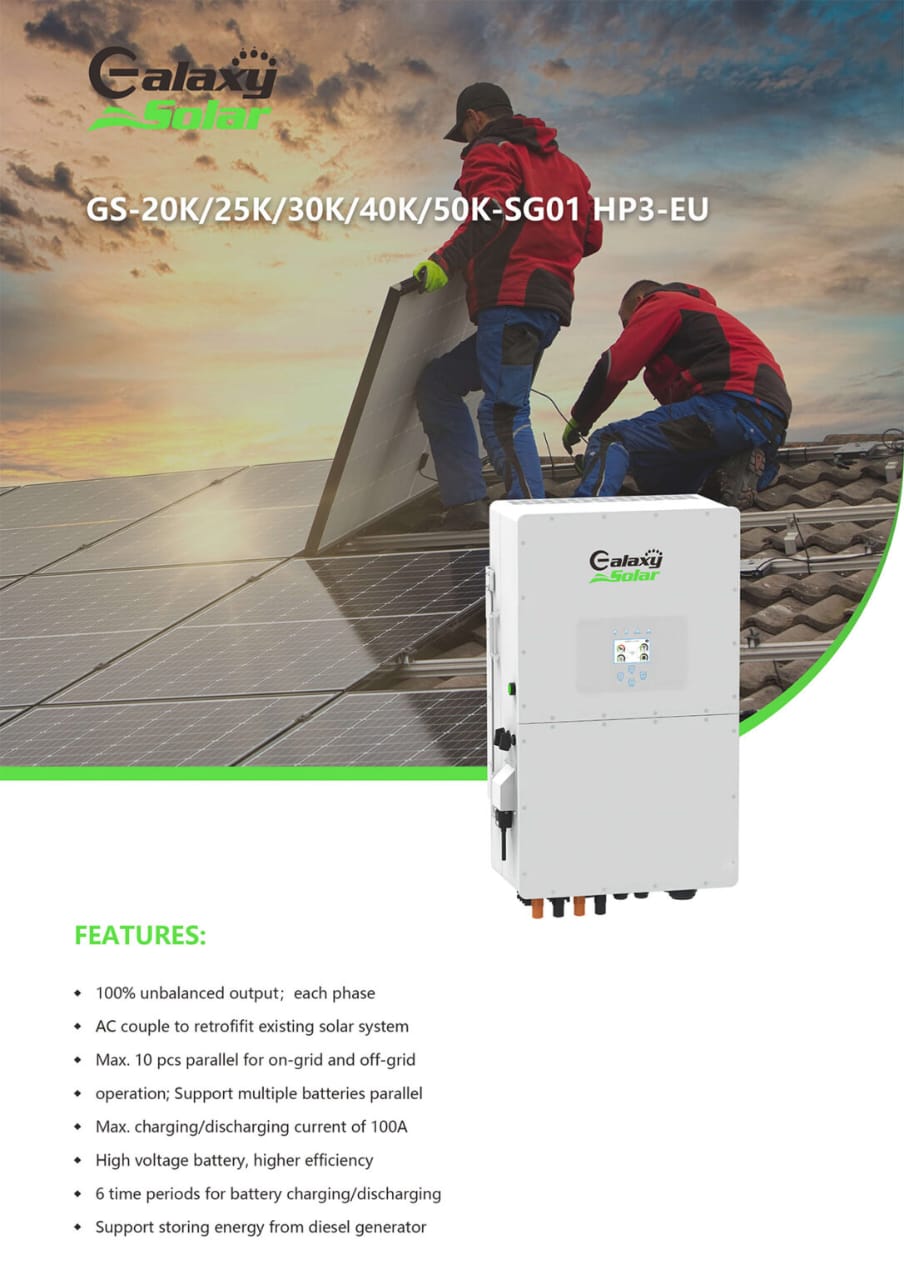 Galaxy
Solar
GS-20K/25K/30K/40K/50K-SG01 HP3-EU
Galaxy
Solar
FEATURES:
◆ 100% unbalanced output; each phase
◆ AC couple to retrofifit existing solar system
◆ Max. 10 pcs parallel for on-grid and off-grid
◆ operation; Support multiple batteries parallel
◆ Max. charging/discharging current of 100A
◆ High voltage battery, higher efficiency
◆ 6 time periods for battery charging/discharging
◆ Support storing energy from diesel generator